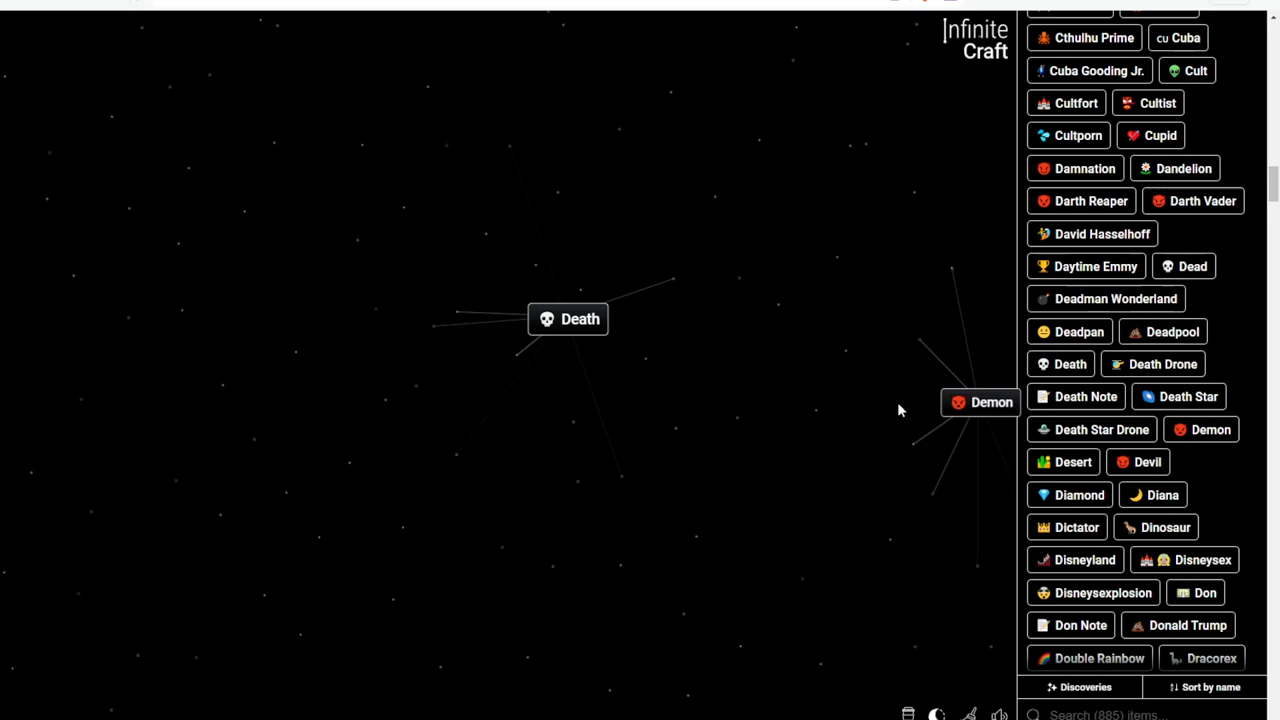 Infinite
Craft
Death
Demon
Cthulhu Prime CU Cuba
Cuba Gooding Jr. Cult
Cultfort Cultist
Cultporn Cupid
Damnation Dandelion
Darth Reaper Darth Vader
David Hasselhoff
Daytime Emmy Dead
Deadman Wonderland
Deadpan Deadpool
Death Death Drone
Death Note Death Star
Death Star Drone Demon
Desert Devil
Diamond Diana
Dictator Dinosaur
Disneyland Disneysex
Disneysexplosion Don
Don Note Donald Trump
Double Rainbow Dracorex
Discoveries Sort by name
Search (885) items...